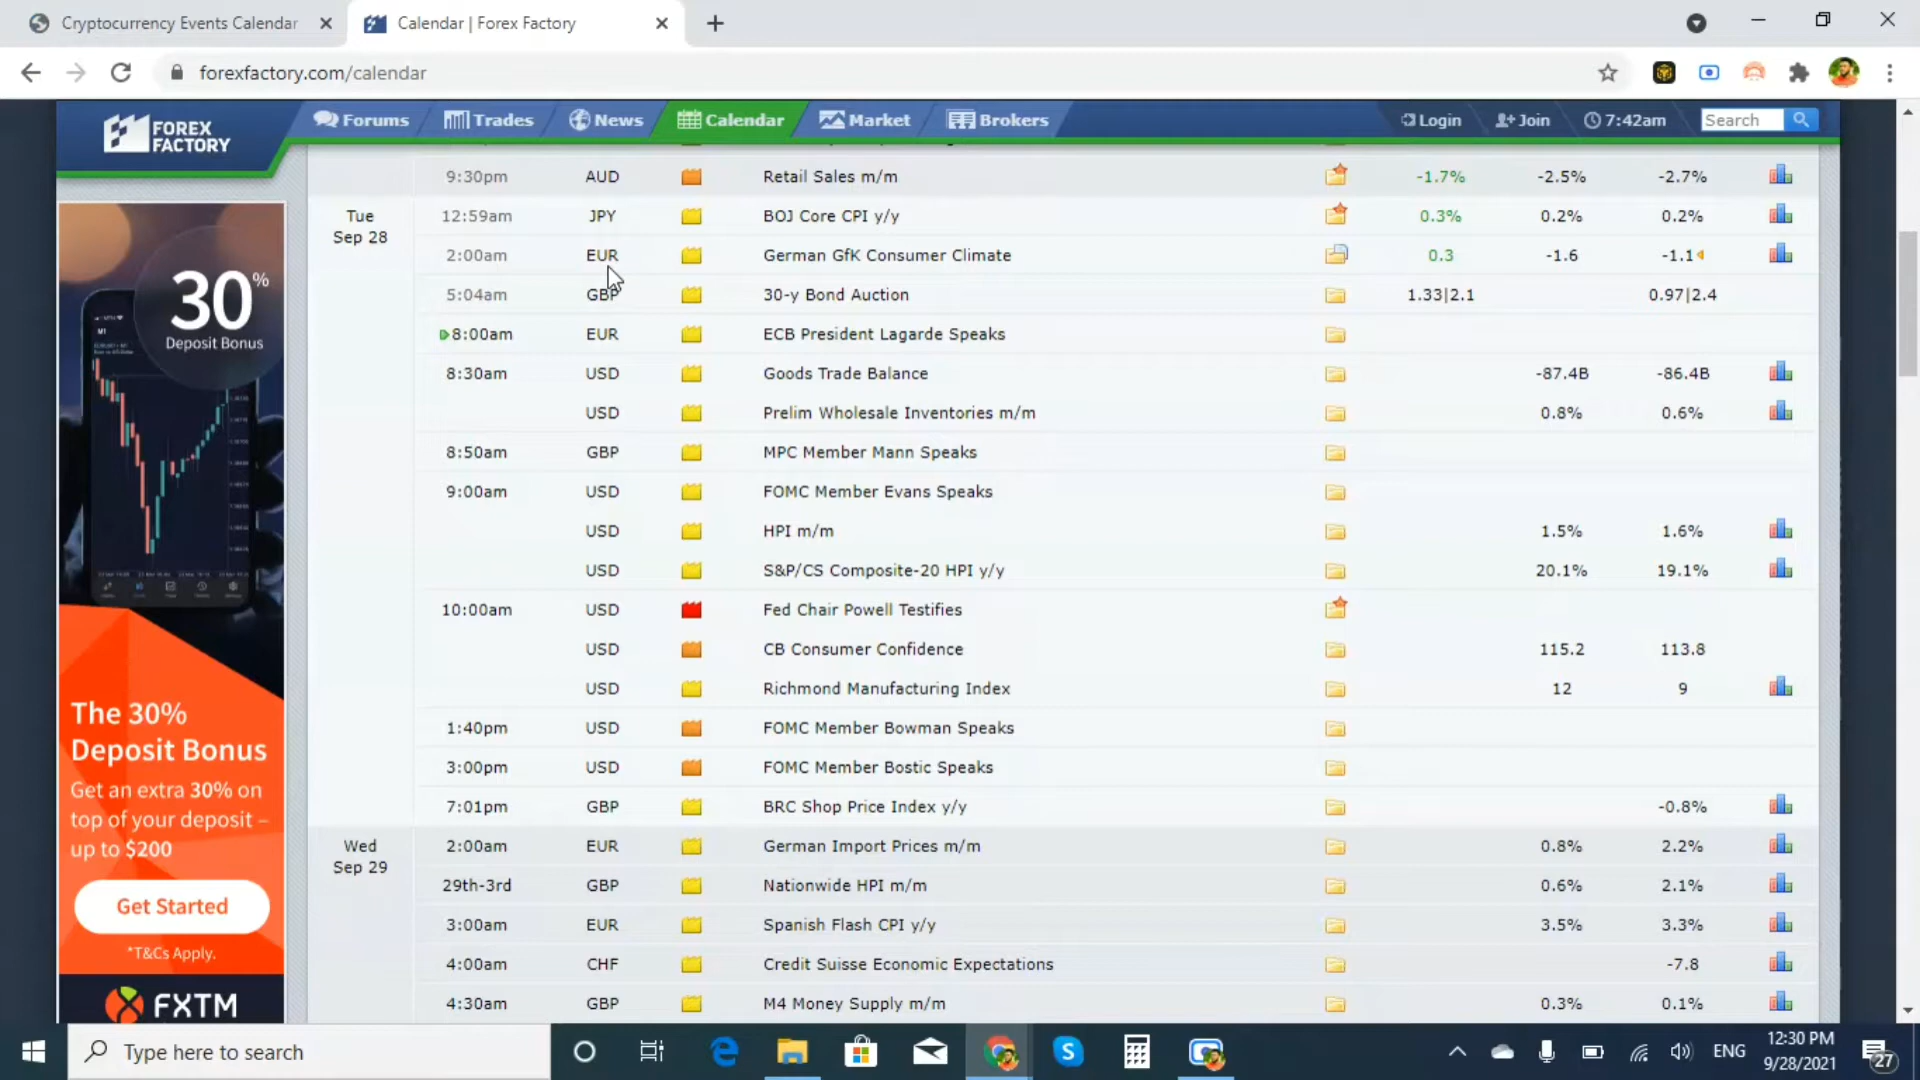 Cryptocurrency Events Calendar
Calendar | Forex Factory
forexfactory.com/calendar
FOREX FACTORY
Forums Trades News Calendar Market Brokers Login Join 7:42am Search
9:30pm AUD Retail Sales m/m -1.7% -2.5% -2.7%
Tue Sep 28 12:59am JPY BOJ Core CPI y/y 0.3% 0.2% 0.2%
2:00am EUR German GfK Consumer Climate 0.3 -1.6 -1.1
5:04am GBP 30-y Bond Auction 1.33|2.1 0.97|2.4
8:00am EUR ECB President Lagarde Speaks
8:30am USD Goods Trade Balance -87.4B -86.4B
USD Prelim Wholesale Inventories m/m 0.8% 0.6%
8:50am GBP MPC Member Mann Speaks
9:00am USD FOMC Member Evans Speaks
USD HPI m/m 1.5% 1.6%
USD S&P/CS Composite-20 HPI y/y 20.1% 19.1%
10:00am USD Fed Chair Powell Testifies
USD CB Consumer Confidence 115.2 113.8
USD Richmond Manufacturing Index 12 9
1:40pm USD FOMC Member Bowman Speaks
3:00pm USD FOMC Member Bostic Speaks
7:01pm GBP BRC Shop Price Index y/y -0.8%
Wed Sep 29 2:00am EUR German Import Prices m/m 0.8% 2.2%
29th-3rd GBP Nationwide HPI m/m 0.6% 2.1%
3:00am EUR Spanish Flash CPI y/y 3.5% 3.3%
4:00am CHF Credit Suisse Economic Expectations -7.8
4:30am GBP M4 Money Supply m/m 0.3% 0.1%
30%
Deposit Bonus
The 30%
Deposit Bonus
Get an extra 30% on
top of your deposit –
up to $200
Get Started
*T&Cs Apply.
FXTM
Type here to search
ENG
12:30 PM
9/28/2021
27